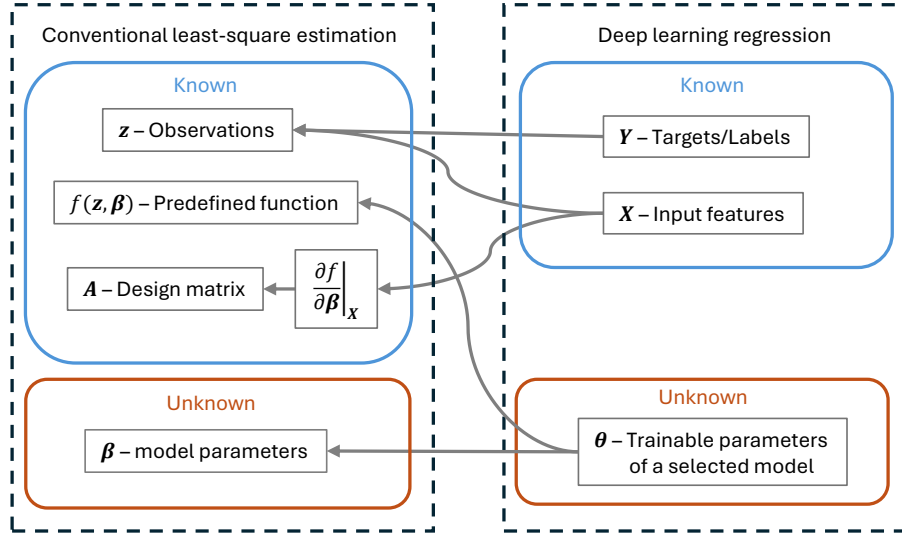 Conventional least-square estimation
Known
z – Observations
f(z, β) – Predefined function
A – Design matrix
∂f
∂β|X
Unknown
β – model parameters
Deep learning regression
Known
Y – Targets/Labels
X – Input features
Unknown
θ – Trainable parameters
of a selected model